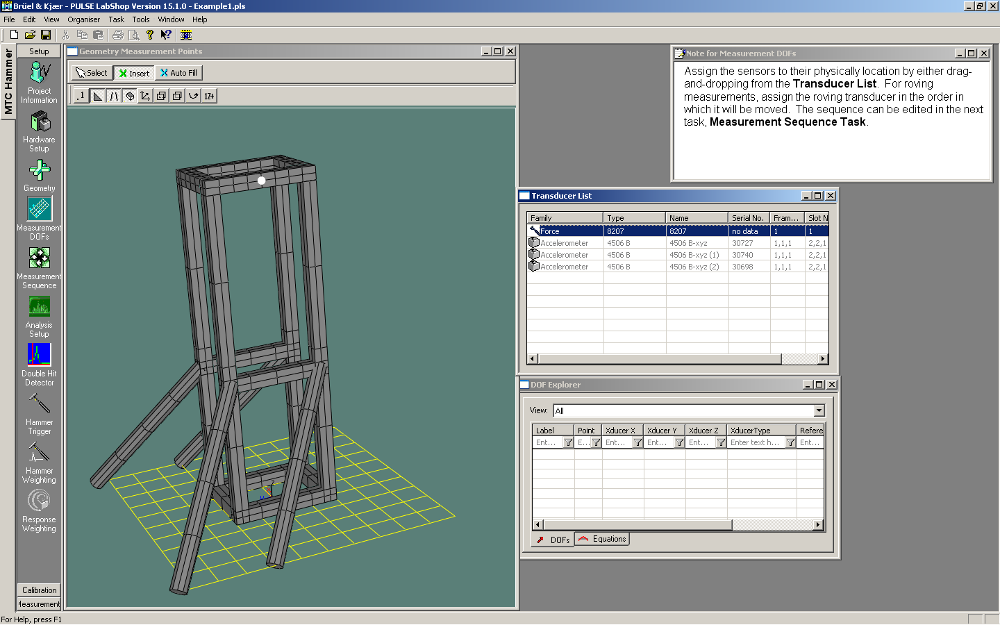 Brüel & Kjær - PULSE LabShop Version 15.1.0 - Example1.pls
File Edit View Organiser Task Tools Window Help
MTC Hammer
Setup
Project
Information
Hardware
Setup
Geometry
Measurement
DOFs
Measurement
Sequence
Analysis
Setup
Double Hit
Detector
Hammer
Trigger
Hammer
Weighting
Response
Weighting
Calibration
Measurement
Geometry Measurement Points
Select Insert Auto Fill
.1 17+
z
Note for Measurement DOFs
Assign the sensors to their physically location by either drag-
and-dropping from the Transducer List. For roving
measurements, assign the roving transducer in the order in
which it will be moved. The sequence can be edited in the next
task, Measurement Sequence Task.
Transducer List
Family Type Name Serial No. Fram... Slot N
Force 8207 8207 no data 1 1
Accelerometer 4506 B 4506 B-xyz 30727 1,1,1 2,2,1
Accelerometer 4506 B 4506 B-xyz (1) 30740 1,1,1 2,2,1
Accelerometer 4506 B 4506 B-xyz (2) 30698 1,1,1 2,2,1
DOF Explorer
View: All
Label Point Xducer X Xducer Y Xducer Z XducerType Refere
Ent... E... Ent... Ent... Ent... Enter text h... Ent...
DOFs Equations
For Help, press F1